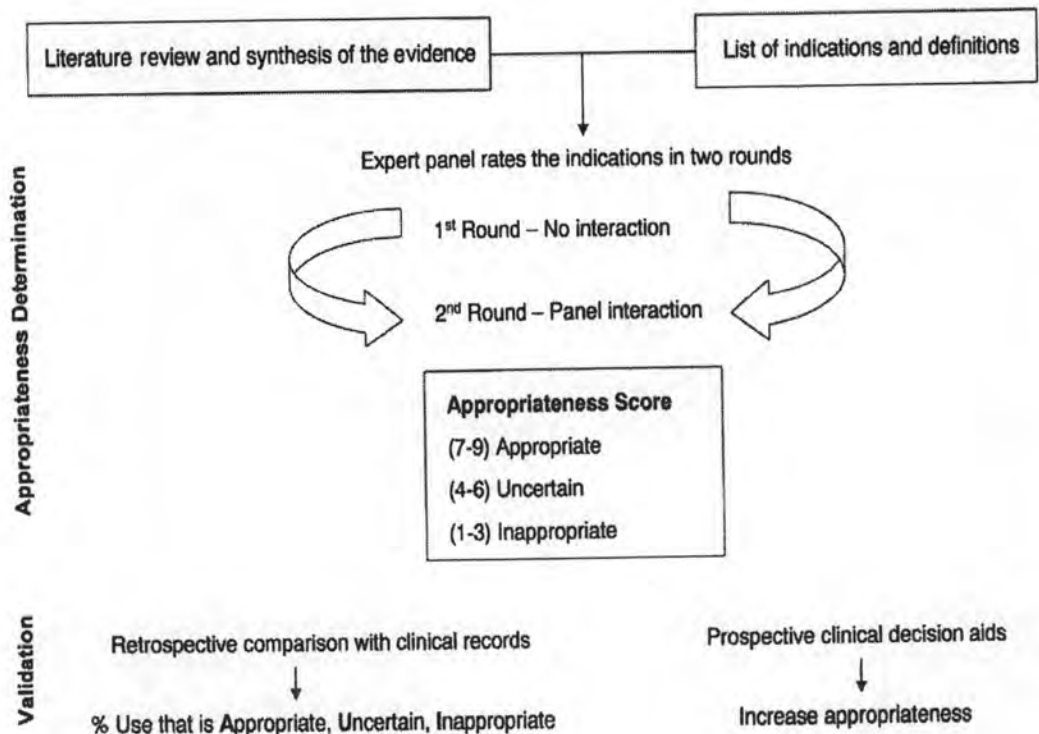 Literature review and synthesis of the evidence
List of indications and definitions
Appropriateness Determination
Expert panel rates the indications in two rounds
1st Round – No interaction
2nd Round – Panel interaction
Appropriateness Score
(7-9) Appropriate
(4-6) Uncertain
(1-3) Inappropriate
Validation
Retrospective comparison with clinical records
Prospective clinical decision aids
% Use that is Appropriate, Uncertain, Inappropriate
Increase appropriateness